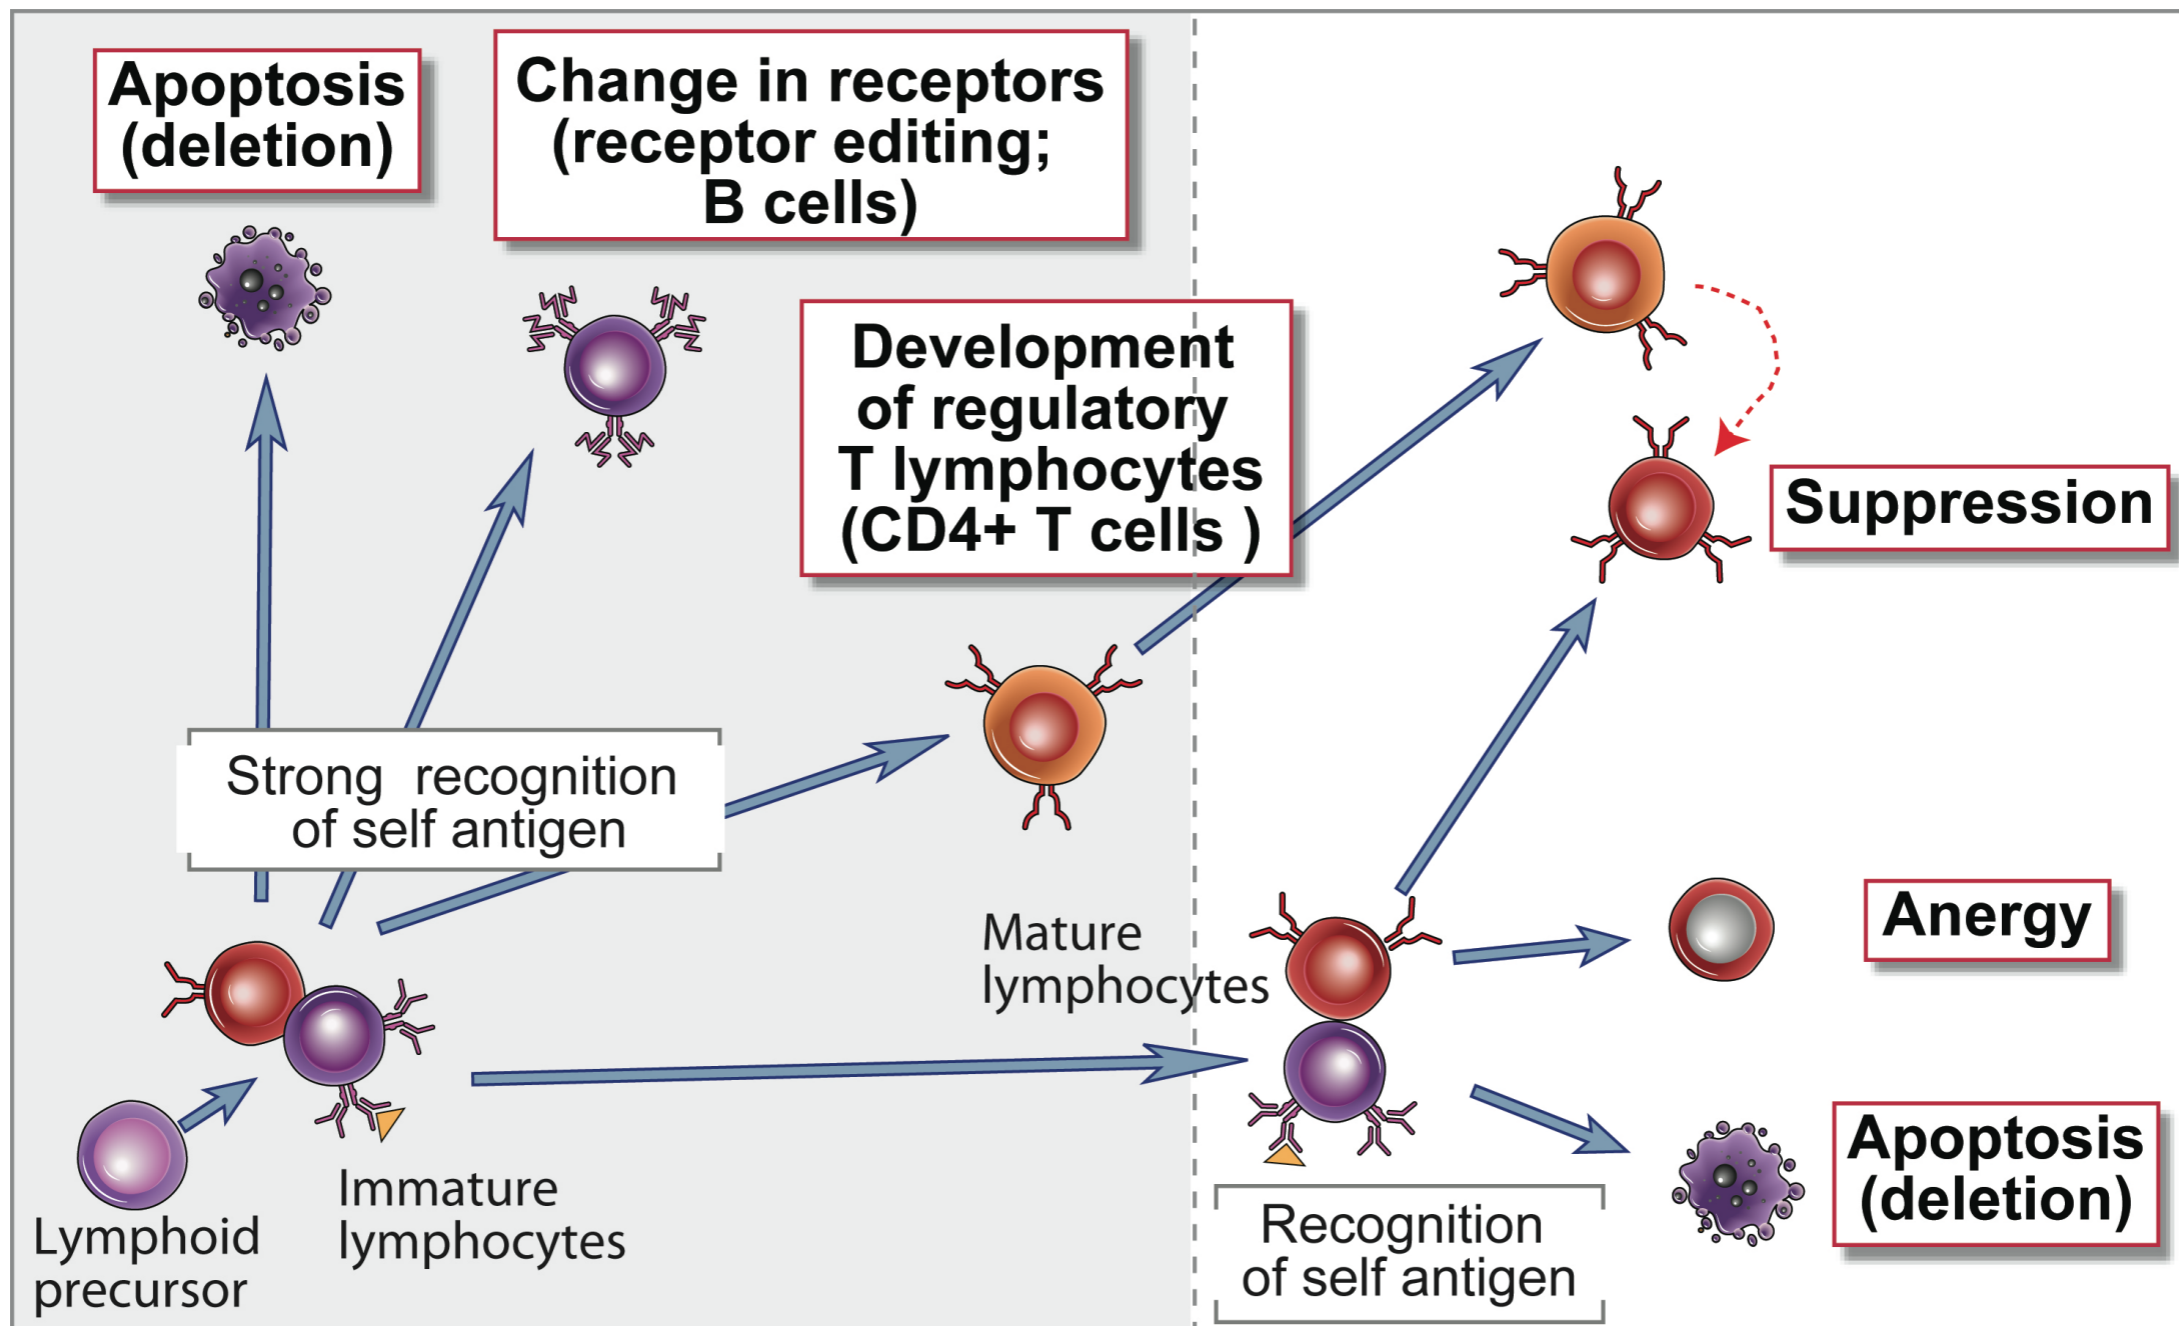 Apoptosis
(deletion)
Change in receptors
(receptor editing;
B cells)
Development
of regulatory
T lymphocytes
(CD4+ T cells )
Suppression
Strong recognition
of self antigen
Mature
lymphocytes
Anergy
Immature
lymphocytes
Lymphoid
precursor
Recognition
of self antigen
Apoptosis
(deletion)